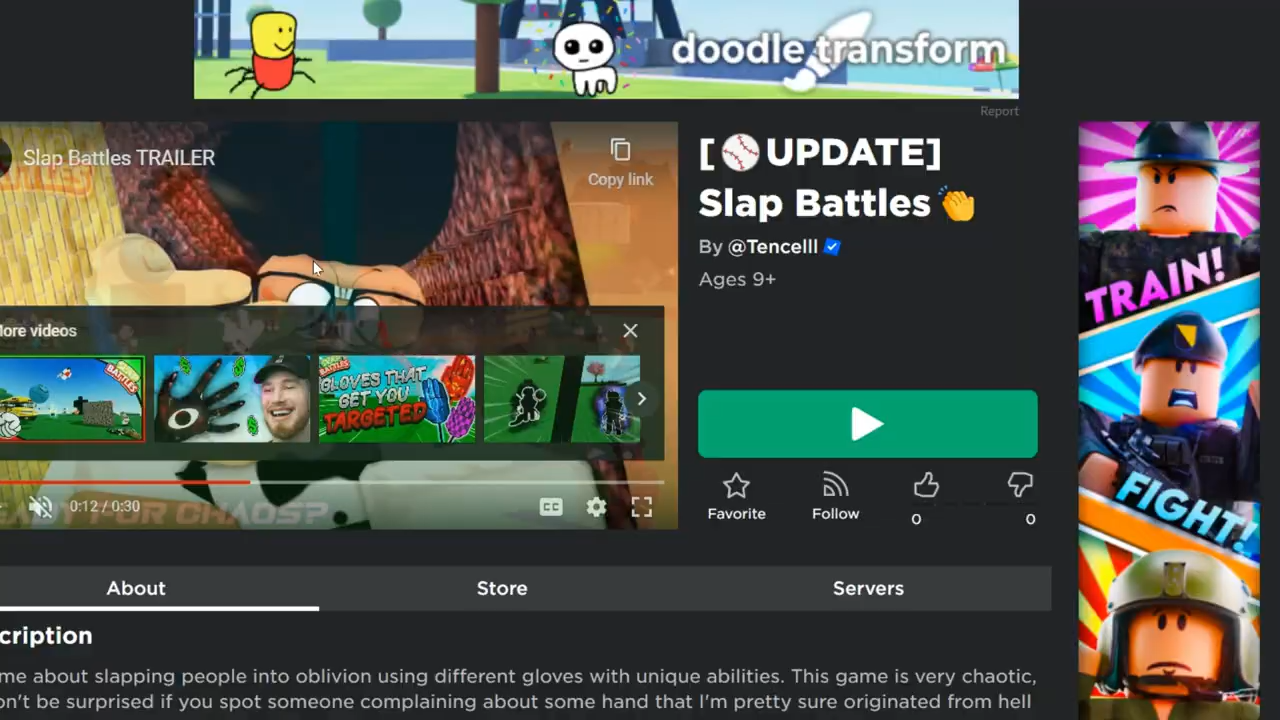 doodle transform
Report
Slap Battles TRAILER
Copy link
[⚾UPDATE]
Slap Battles👏
By @Tencelll
Ages 9+
More videos
BATTLES
GLOVES THAT
GET YOU
TARGETED
0:12 / 0:30
CC
Favorite
Follow
0
0
TRAIN!
FIGHT!
About
Store
Servers
cription
me about slapping people into oblivion using different gloves with unique abilities. This game is very chaotic,
on't be surprised if you spot someone complaining about some hand that I'm pretty sure originated from hell